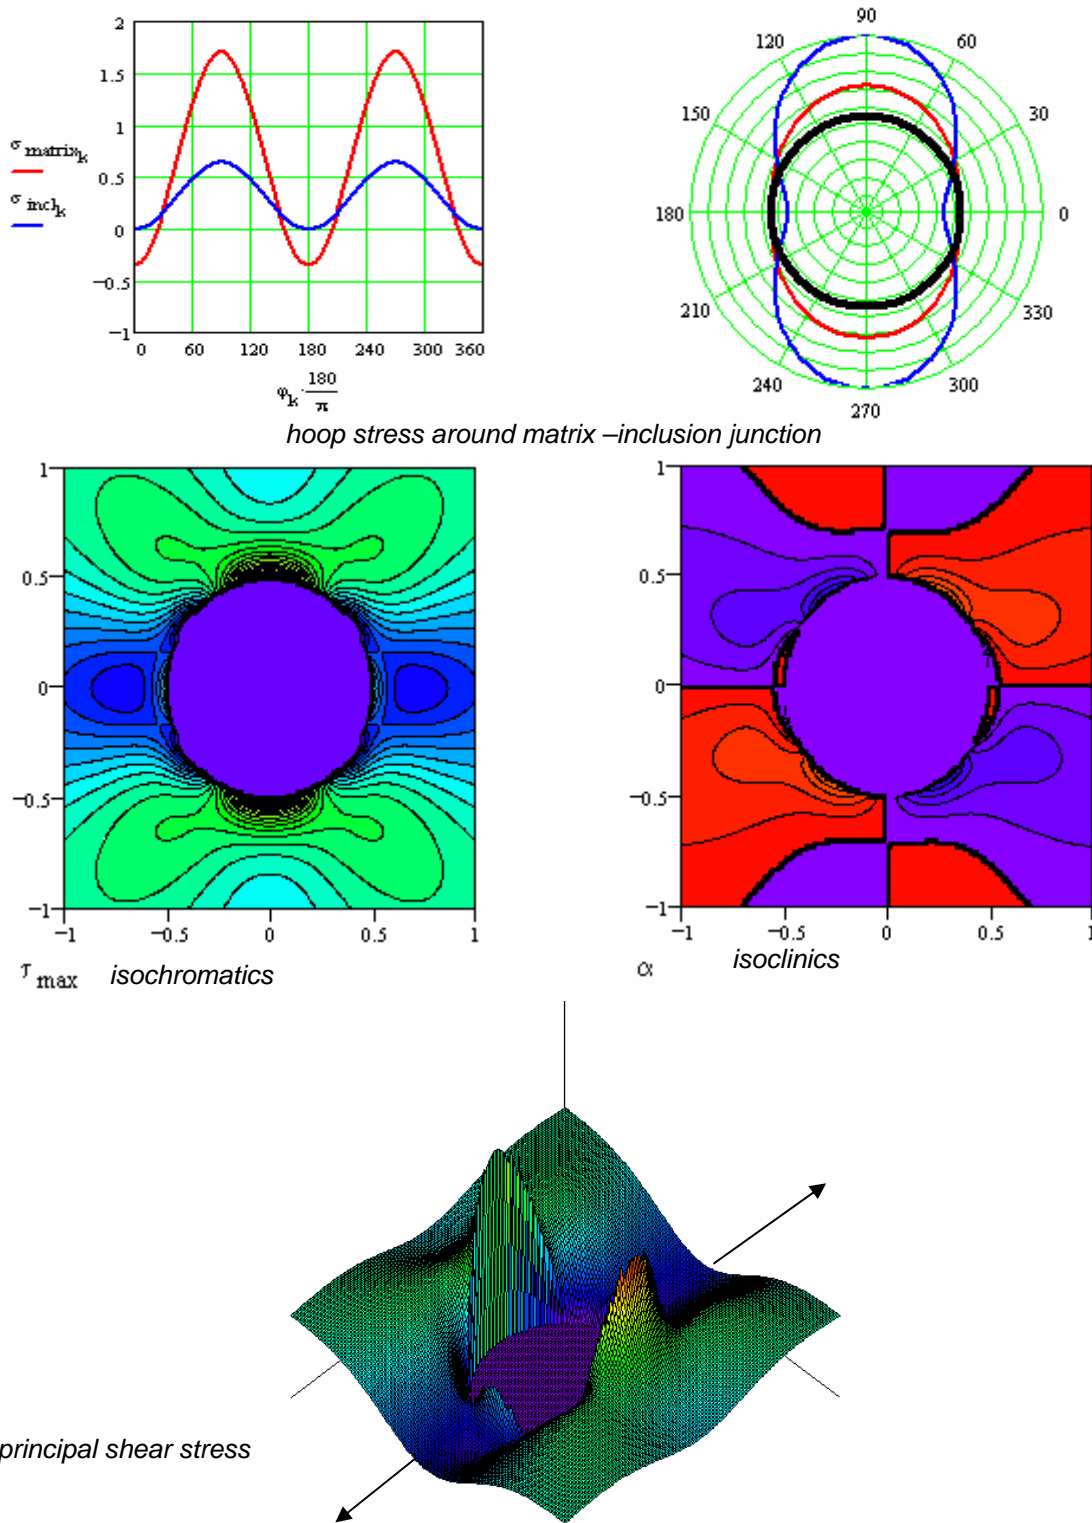 2
1.5
1
0.5
0
−0.5
−1
σ matrix k
σ incl k
0 60 120 180 240 300 360
φ k · 180 / π
90
120 60
150 30
180 0
210 330
240 300
270
hoop stress around matrix –inclusion junction
1
0.5
0
−0.5
−1
−1 −0.5 0 0.5 1
τ max isochromatics
1
0.5
0
−0.5
−1
−1 −0.5 0 0.5 1
α isoclinics
principal shear stress